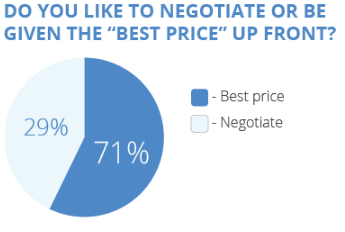 DO YOU LIKE TO NEGOTIATE OR BE
GIVEN THE “BEST PRICE” UP FRONT?
29%
71%
- Best price
- Negotiate